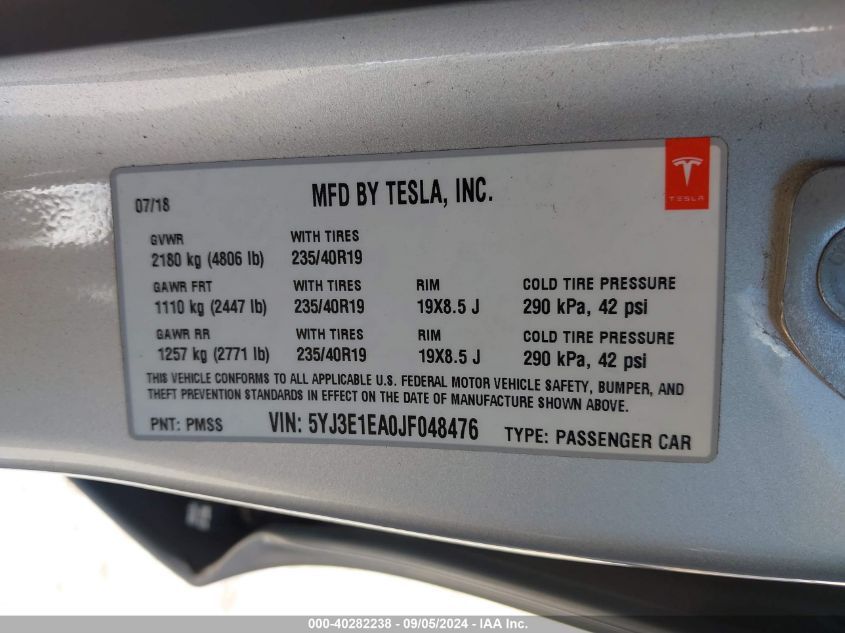 07/18
MFD BY TESLA, INC.
TESLA
GVWR WITH TIRES
2180 kg (4806 lb) 235/40R19
GAWR FRT WITH TIRES RIM COLD TIRE PRESSURE
1110 kg (2447 lb) 235/40R19 19X8.5 J 290 kPa, 42 psi
GAWR RR WITH TIRES RIM COLD TIRE PRESSURE
1257 kg (2771 lb) 235/40R19 19X8.5 J 290 kPa, 42 psi
THIS VEHICLE CONFORMS TO ALL APPLICABLE U.S. FEDERAL MOTOR VEHICLE SAFETY, BUMPER, AND
THEFT PREVENTION STANDARDS IN EFFECT ON THE DATE OF MANUFACTURE SHOWN ABOVE.
PNT: PMSS VIN: 5YJ3E1EA0JF048476 TYPE: PASSENGER CAR
000-40282238 - 09/05/2024 - IAA Inc.